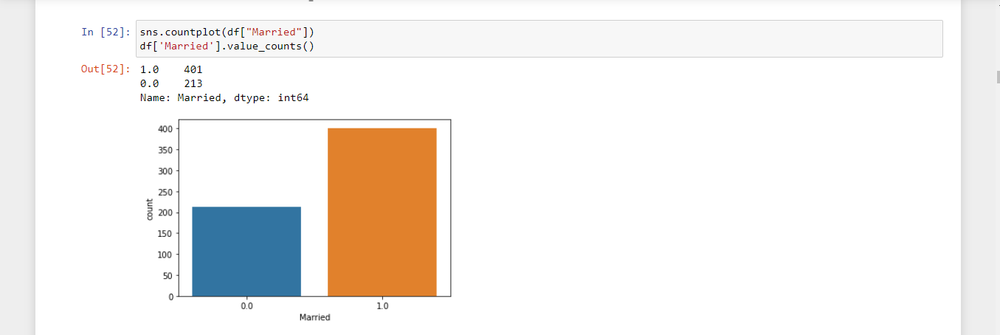 In [52]: sns.countplot(df["Married"])
df['Married'].value_counts()
Out[52]: 1.0    401
0.0    213
Name: Married, dtype: int64
400
350
300
250
200
150
100
50
0
count
0.0 1.0
Married